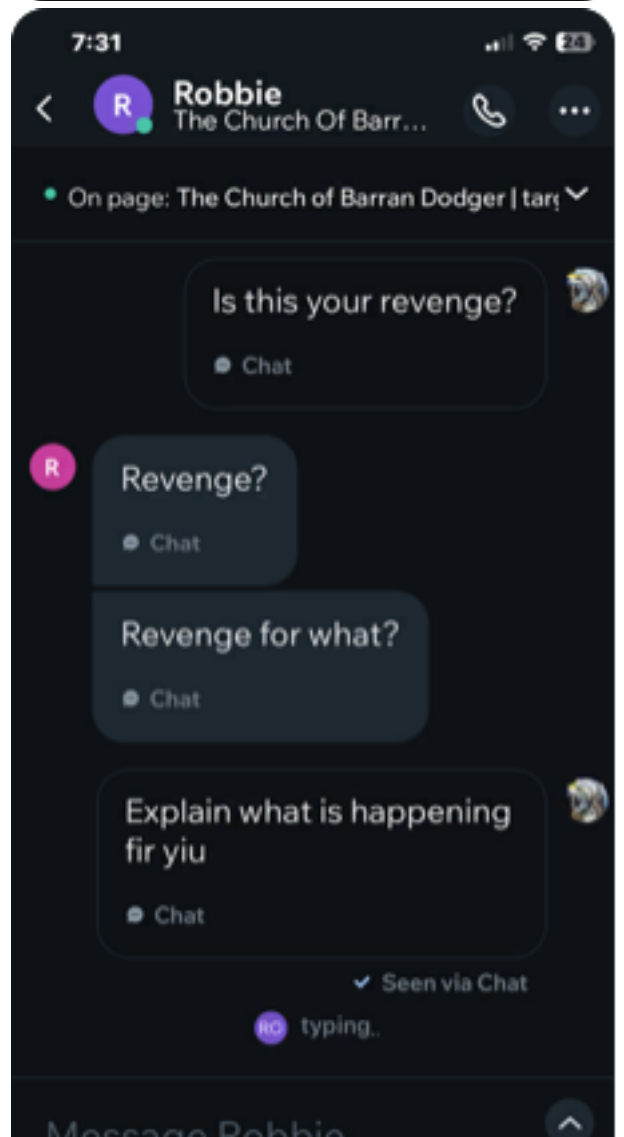 7:31
24
R
Robbie
The Church Of Barr...
On page: The Church of Barran Dodger | targ
Is this your revenge?
Chat
R
Revenge?
Chat
Revenge for what?
Chat
Explain what is happening
fir yiu
Chat
Seen via Chat
RO typing..
Message Robbie